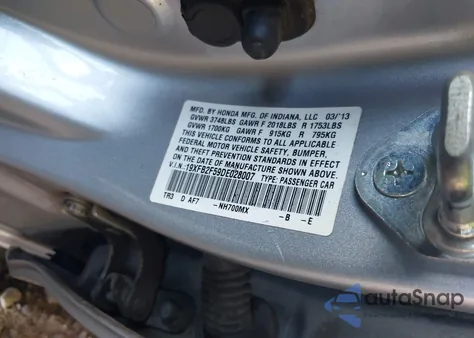 MFD. BY HONDA MFG. OF INDIANA, LLC 03/'13
GVWR 3748LBS GAWR F 2018LBS R 1753LBS
GVWR 1700KG GAWR F 915KG R 795KG
THIS VEHICLE CONFORMS TO ALL APPLICABLE
FEDERAL MOTOR VEHICLE SAFETY, BUMPER,
AND THEFT PREVENTION STANDARDS IN EFFECT
ON THE DATE OF MANUFACTURE SHOWN ABOVE.
V.I.N.:19XFB2F59DE028007 TYPE: PASSENGER CAR
TR3 D AF7 -NH700MX -B -E
autaSnap